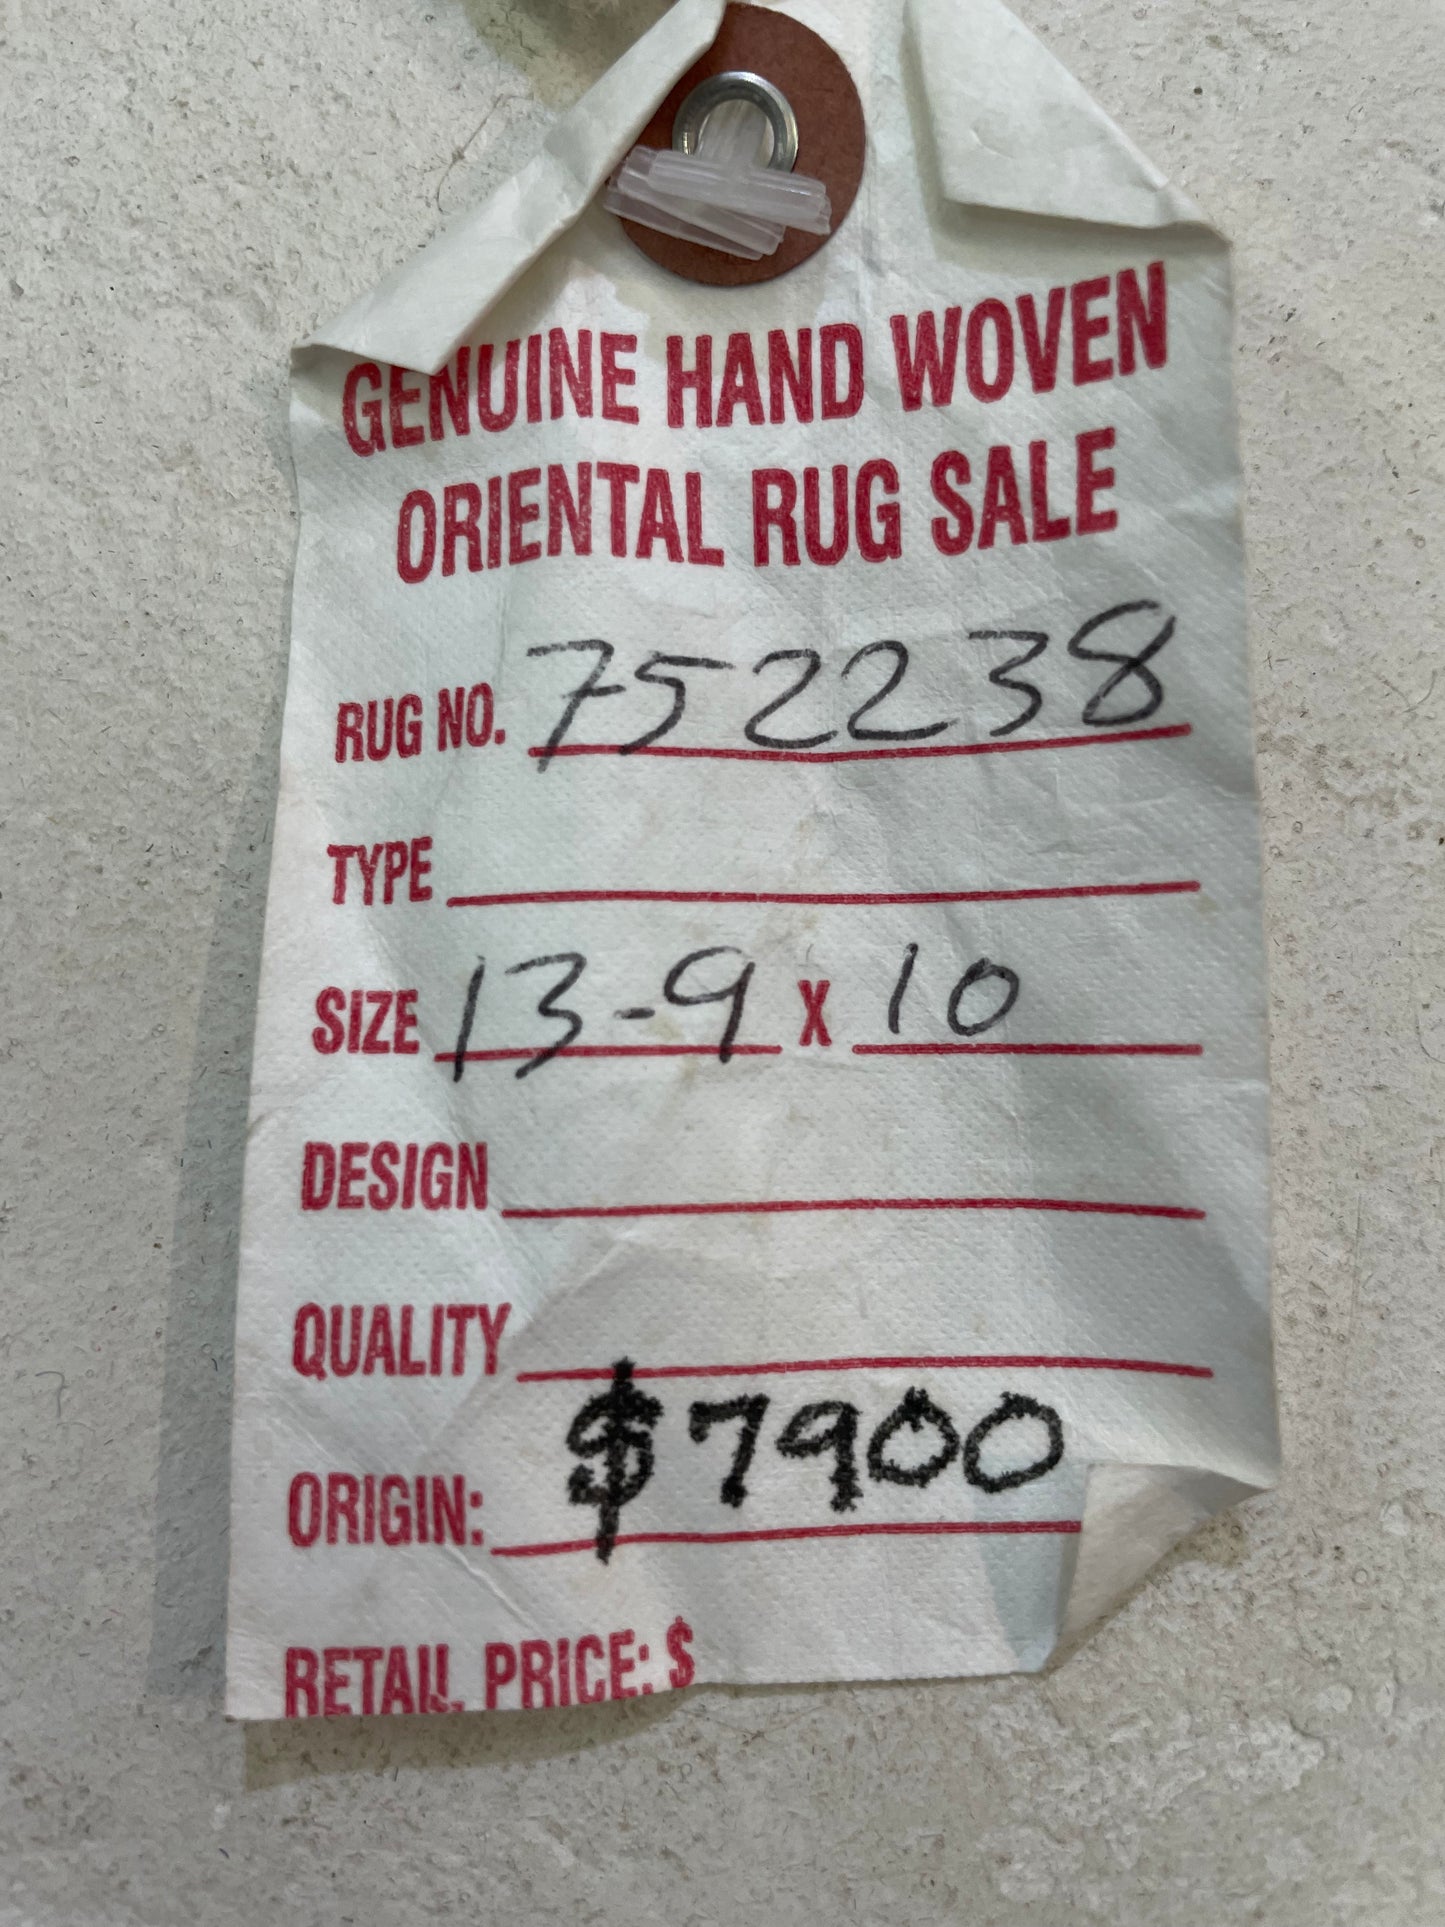 GENUINE HAND WOVEN
ORIENTAL RUG SALE
RUG NO. 752238
TYPE
SIZE 13-9 X 10
DESIGN
QUALITY
ORIGIN: $7900
RETAIL PRICE: $